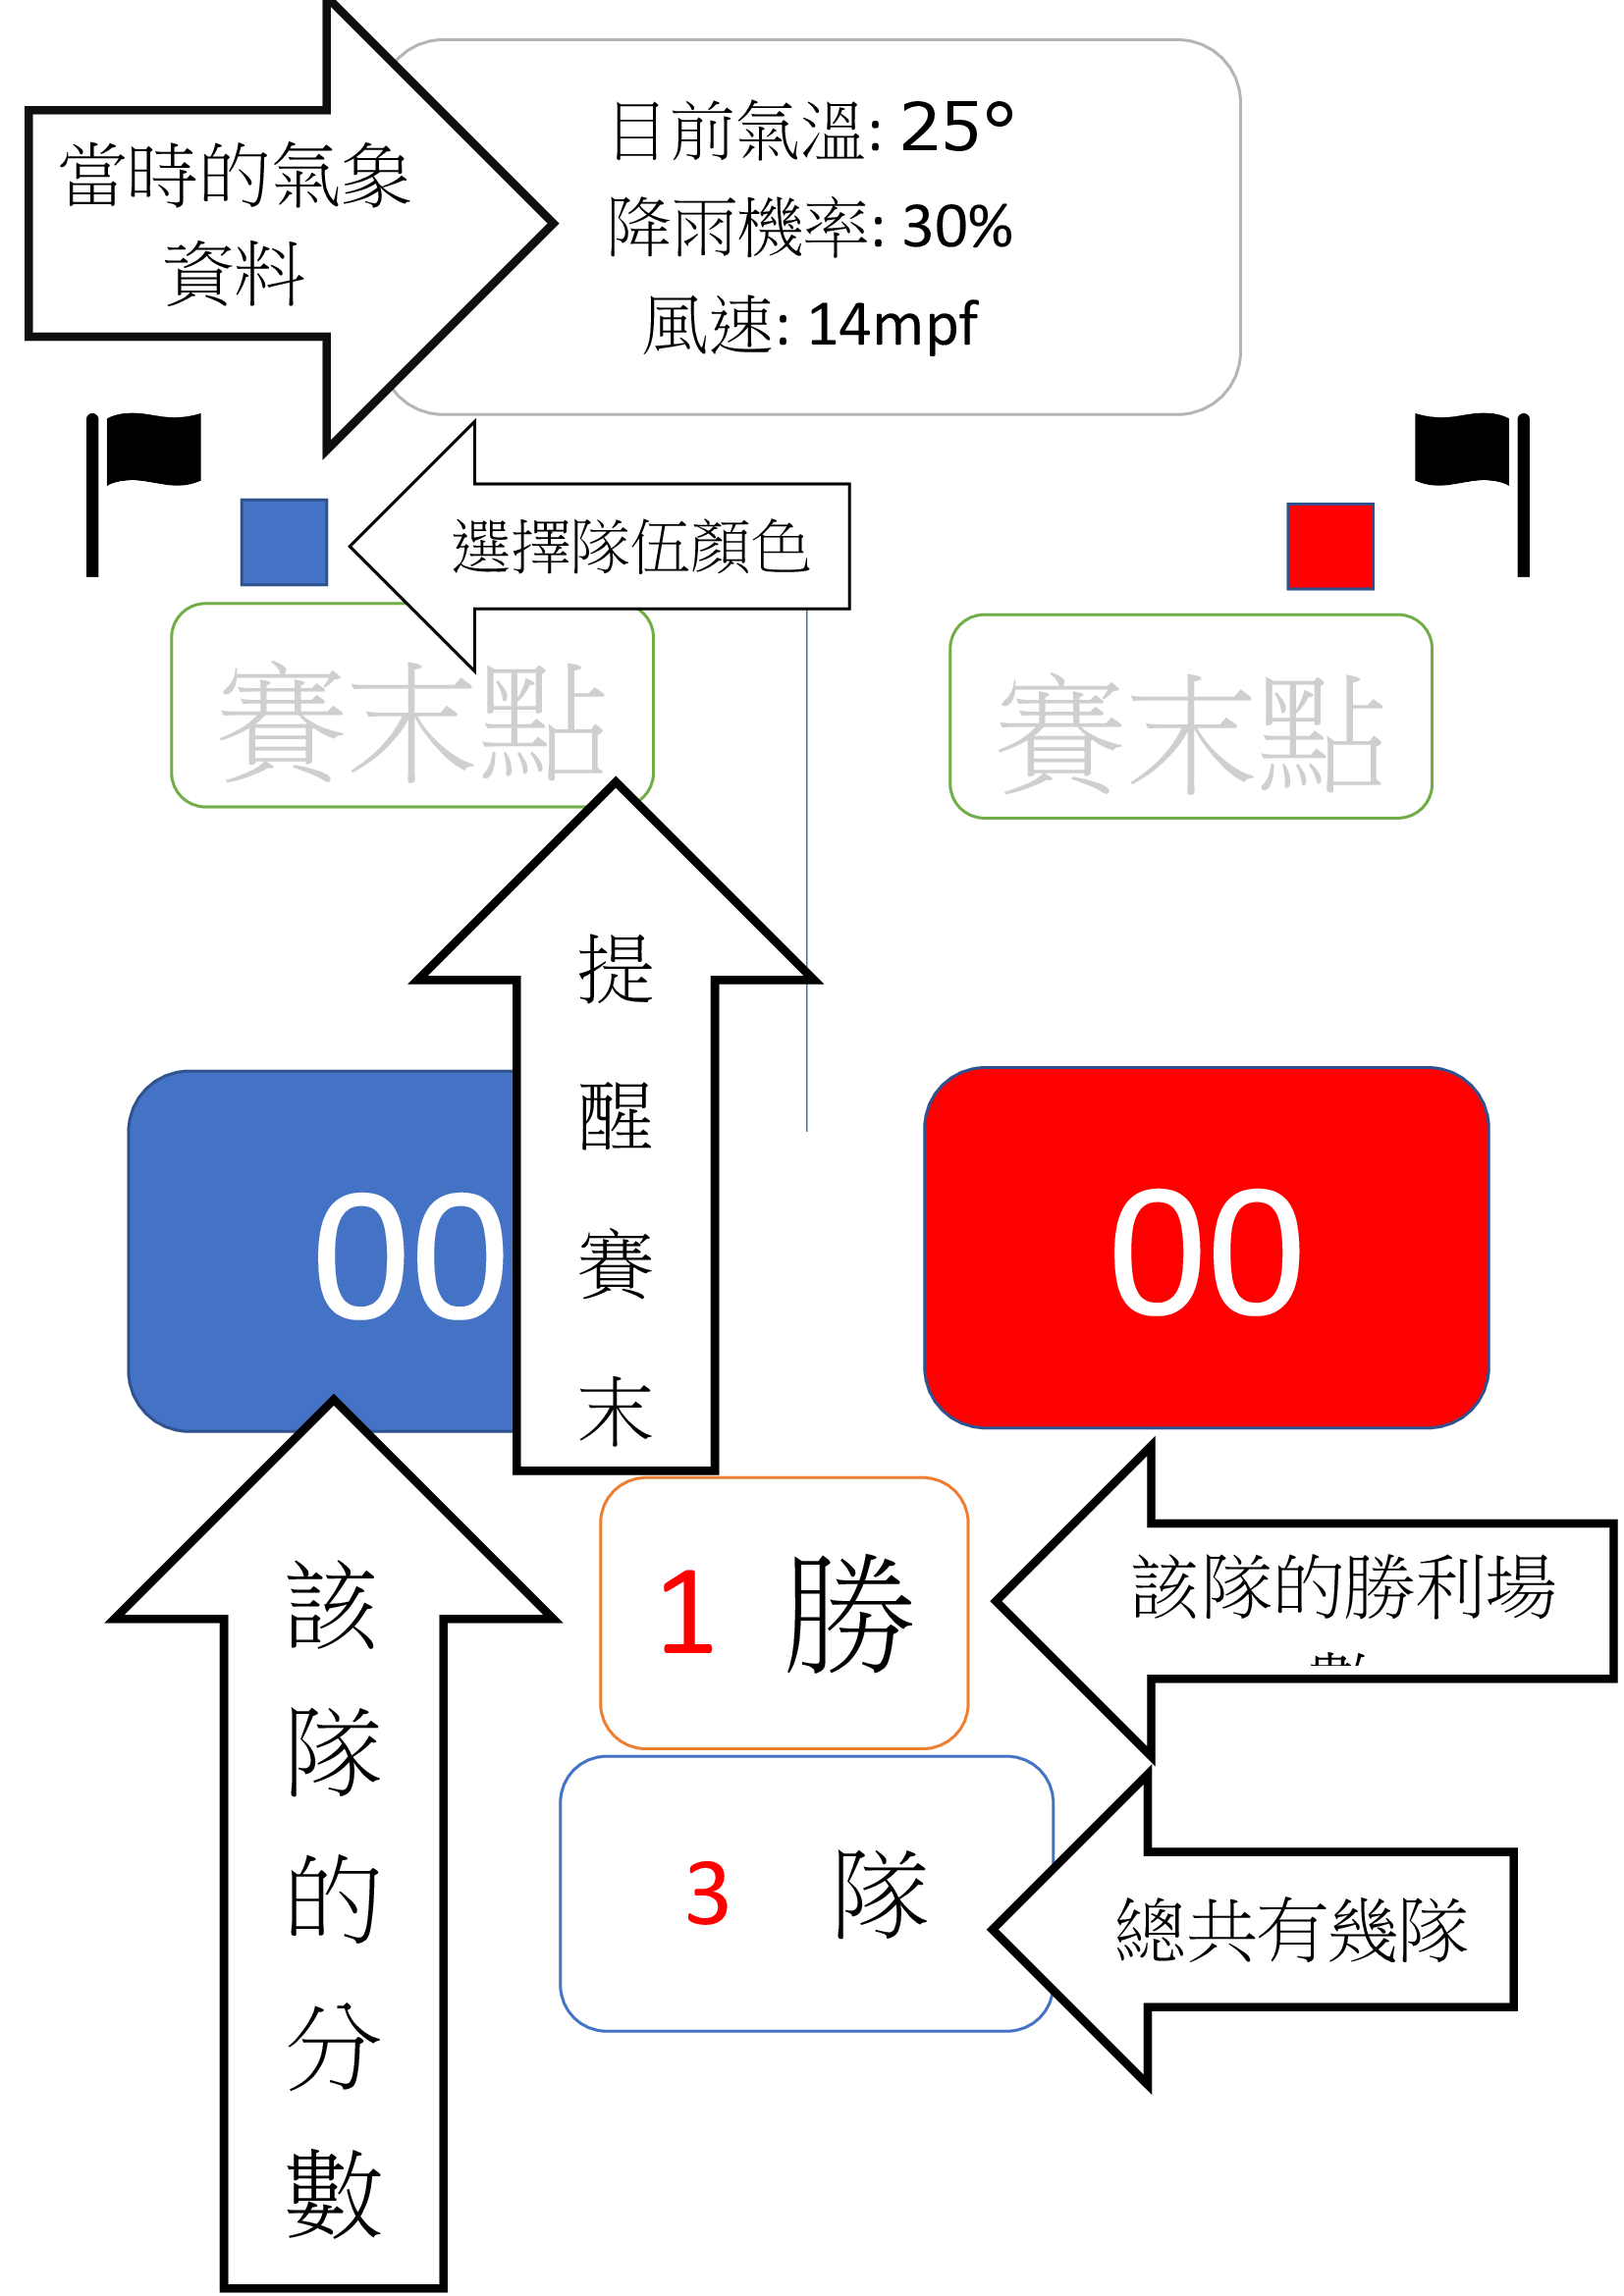 當時的氣象
資料
目前氣溫: 25°
降雨機率: 30%
風速: 14mpf
選擇隊伍顏色
賽末點
賽末點
提
醒
賽
末
00
00
1 勝
該隊的勝利場
3 隊
總共有幾隊
該
隊
的
分
數